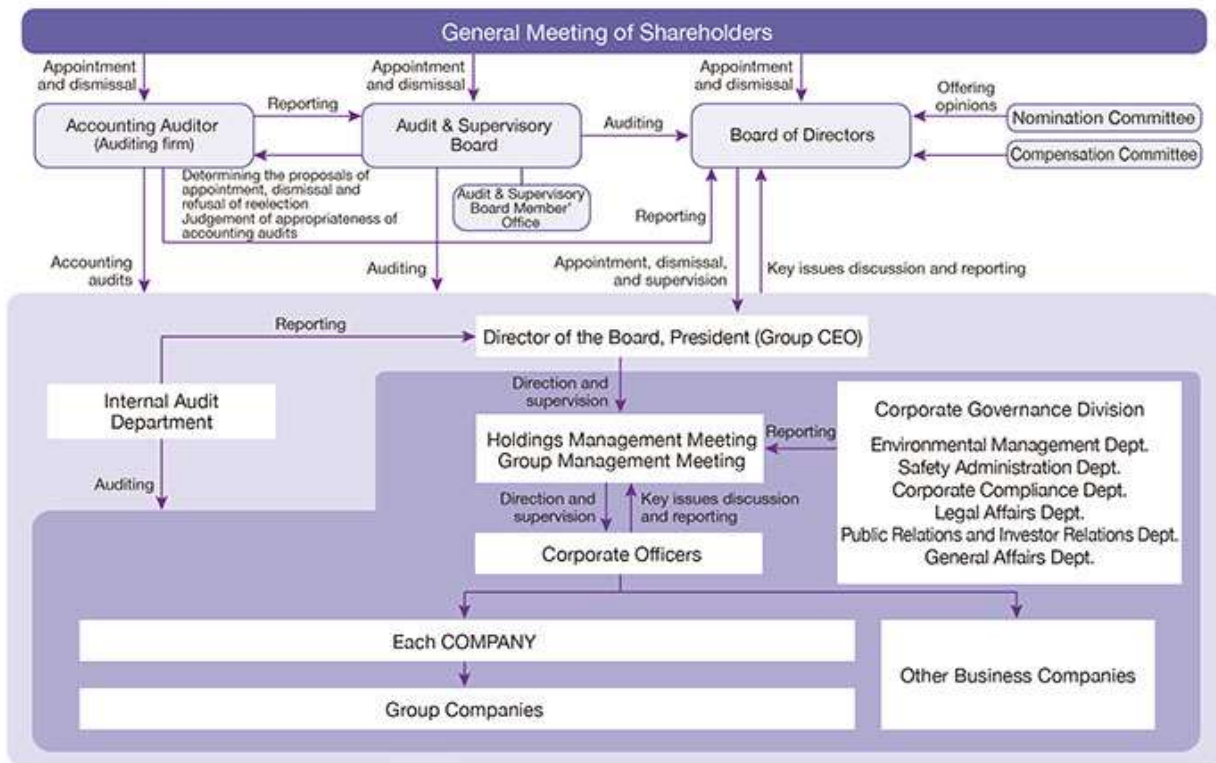 General Meeting of Shareholders
Appointment
and dismissal
Appointment
and dismissal
Appointment
and dismissal
Offering
opinions
Accounting Auditor
(Auditing firm)
Reporting
Audit & Supervisory
Board
Auditing
Board of Directors
Nomination Committee
Compensation Committee
Determining the proposals of
appointment, dismissal and
refusal of reelection
Judgement of appropriateness of
accounting audits
Audit & Supervisory
Board Member'
Office
Reporting
Accounting
audits
Auditing
Appointment, dismissal,
and supervision
Key issues discussion and reporting
Reporting
Director of the Board, President (Group CEO)
Internal Audit
Department
Direction and
supervision
Corporate Governance Division
Environmental Management Dept.
Safety Administration Dept.
Corporate Compliance Dept.
Legal Affairs Dept.
Public Relations and Investor Relations Dept.
General Affairs Dept.
Holdings Management Meeting
Group Management Meeting
Reporting
Auditing
Direction and
supervision
Key issues discussion
and reporting
Corporate Officers
Each COMPANY
Group Companies
Other Business Companies